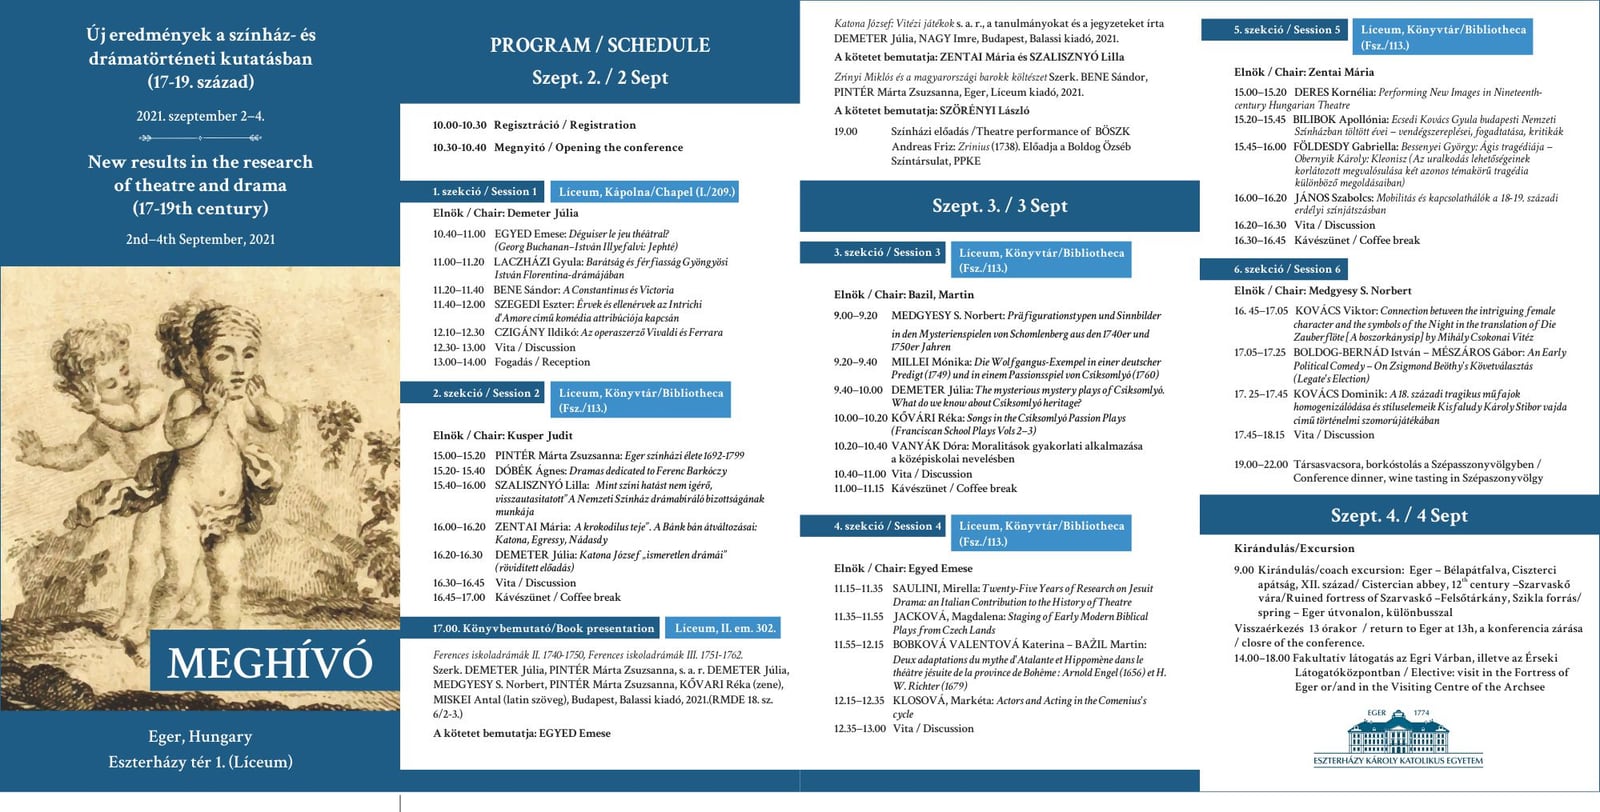 Új eredmények a színház- és
drámatörténeti kutatásban
(17-19. század)
2021. szeptember 2–4.
New results in the research
of theatre and drama
(17-19th century)
2nd–4th September, 2021
MEGHÍVÓ
Eger, Hungary
Eszterházy tér 1. (Líceum)
PROGRAM / SCHEDULE
Szept. 2. / 2 Sept
10.00-10.30 Regisztráció / Registration
10.30-10.40 Megnyitó / Opening the conference
1. szekció / Session 1 Líceum, Kápolna/Chapel (I./209.)
Elnök / Chair: Demeter Júlia
10.40–11.00 EGYED Emese: Déguiser le jeu théâtral?
(Georg Buchanan–István Illyefalvi: Jephté)
11.00–11.20 LACZHÁZI Gyula: Barátság és férfiasság Gyöngyösi
István Florentina-drámájában
11.20–11.40 BENE Sándor: A Constantinus és Victoria
11.40–12.00 SZEGEDI Eszter: Érvek és ellenérvek az Intrichi
d'Amore című komédia attribúciója kapcsán
12.10–12.30 CZIGÁNY Ildikó: Az operaszerző Vivaldi és Ferrara
12.30- 13.00 Vita / Discussion
13.00–14.00 Fogadás / Reception
2. szekció / Session 2 Líceum, Könyvtár/Bibliotheca
(Fsz./113.)
Elnök / Chair: Kusper Judit
15.00–15.20 PINTÉR Márta Zsuzsanna: Eger színházi élete 1692-1799
15.20- 15.40 DÓBÉK Ágnes: Dramas dedicated to Ferenc Barkóczy
15.40–16.00 SZALISZNYÓ Lilla: Mint színi hatást nem igérő,
visszautasitatott" A Nemzeti Színház drámabíráló bizottságának
munkája
16.00–16.20 ZENTAI Mária: A krokodilus teje". A Bánk bán átváltozásai:
Katona, Egressy, Nádasdy
16.20-16.30 DEMETER Júlia: Katona József „ismeretlen drámái"
(rövidített előadás)
16.30–16.45 Vita / Discussion
16.45–17.00 Kávészünet / Coffee break
17.00. Könyvbemutató/Book presentation Líceum, II. em. 302.
Ferences iskoladrámák II. 1740-1750, Ferences iskoladrámák III. 1751-1762.
Szerk. DEMETER Júlia, PINTÉR Márta Zsuzsanna, s. a. r. DEMETER Júlia,
MEDGYESY S. Norbert, PINTÉR Márta Zsuzsanna, KŐVARI Réka (zene),
MISKEI Antal (latin szöveg), Budapest, Balassi kiadó, 2021.(RMDE 18. sz.
6/2-3.)
A kötetet bemutatja: EGYED Emese
Katona József: Vitézi játékok s. a. r., a tanulmányokat és a jegyzeteket írta
DEMETER Júlia, NAGY Imre, Budapest, Balassi kiadó, 2021.
A kötetet bemutatja: ZENTAI Mária és SZALISZNYÓ Lilla
Zrínyi Miklós és a magyarországi barokk költészet Szerk. BENE Sándor,
PINTÉR Márta Zsuzsanna, Eger, Líceum kiadó, 2021.
A kötetet bemutatja: SZÖRÉNYI László
19.00 Színházi előadás /Theatre performance of BÖSZK
Andreas Friz: Zrinius (1738). Előadja a Boldog Özséb
Színtársulat, PPKE
Szept. 3. / 3 Sept
3. szekció / Session 3 Líceum, Könyvtár/Bibliotheca
(Fsz./113.)
Elnök / Chair: Bazil, Martin
9.00–9.20 MEDGYESY S. Norbert: Präfigurationstypen und Sinnbilder
in den Mysterienspielen von Schomlenberg aus den 1740er und
1750er Jahren
9.20–9.40 MILLEI Mónika: Die Wolfgangus-Exempel in einer deutscher
Predigt (1749) und in einem Passionsspiel von Csíksomlyó (1760)
9.40–10.00 DEMETER Júlia: The mysterious mystery plays of Csíksomlyó.
What do we know about Csíksomlyó heritage?
10.00–10.20 KŐVÁRI Réka: Songs in the Csíksomlyó Passion Plays
(Franciscan School Plays Vols 2–3)
10.20–10.40 VANYÁK Dóra: Moralitások gyakorlati alkalmazása
a középiskolai nevelésben
10.40–11.00 Vita / Discussion
11.00–11.15 Kávészünet / Coffee break
4. szekció / Session 4 Líceum, Könyvtár/Bibliotheca
(Fsz./113.)
Elnök / Chair: Egyed Emese
11.15–11.35 SAULINI, Mirella: Twenty-Five Years of Research on Jesuit
Drama: an Italian Contribution to the History of Theatre
11.35–11.55 JACKOVÁ, Magdalena: Staging of Early Modern Biblical
Plays from Czech Lands
11.55–12.15 BOBKOVÁ VALENTOVÁ Katerina – BAŽIL Martin:
Deux adaptations du mythe d'Atalante et Hippomène dans le
théatre jésuite de la province de Bohème : Arnold Engel (1656) et H.
W. Richter (1679)
12.15–12.35 KLOSOVÁ, Markéta: Actors and Acting in the Comenius's
cycle
12.35–13.00 Vita / Discussion
5. szekció / Session 5 Líceum, Könyvtár/Bibliotheca
(Fsz./113.)
Elnök / Chair: Zentai Mária
15.00–15.20 DERES Kornélia: Performing New Images in Nineteenth-
century Hungarian Theatre
15.20–15.45 BILIBOK Apollónia: Ecsedi Kovács Gyula budapesti Nemzeti
Színházban töltött évei – vendégszereplései, fogadtatása, kritikák
15.45–16.00 FÖLDESDY Gabriella: Bessenyei György: Ágis tragédiája –
Obernyik Károly: Kleonisz (Az uralkodás lehetőségeinek
korlátozott megvalósulása két azonos témakörű tragédia
különböző megoldásaiban)
16.00–16.20 JÁNOS Szabolcs: Mobilitás és kapcsolathálók a 18-19. századi
erdélyi színjátszásban
16.20–16.30 Vita / Discussion
16.30–16.45 Kávészünet / Coffee break
6. szekció / Session 6
Elnök / Chair: Medgyesy S. Norbert
16. 45–17.05 KOVÁCS Viktor: Connection between the intriguing female
character and the symbols of the Night in the translation of Die
Zauberflöte [A boszorkánysíp] by Mihály Csokonai Vitéz
17.05–17.25 BOLDOG-BERNÁD István – MÉSZÁROS Gábor: An Early
Political Comedy – On Zsigmond Beöthy's Követválasztás
(Legate's Election)
17. 25–17.45 KOVÁCS Dominik: A 18. századi tragikus műfajok
homogenizálódása és stíluselemeik Kisfaludy Károly Stibor vajda
című történelmi szomorújátékában
17.45–18.15 Vita / Discussion
19.00–22.00 Társasvacsora, borkóstolás a Szépasszonyvölgyben /
Conference dinner, wine tasting in Szépaszonyvölgy
Szept. 4. / 4 Sept
Kirándulás/Excursion
9.00 Kirándulás/coach excursion: Eger – Bélapátfalva, Ciszterci
apátság, XII. század/ Cistercian abbey, 12th century –Szarvaskő
vára/Ruined fortress of Szarvaskő –Felsőtárkány, Szikla forrás/
spring – Eger útvonalon, különbusszal
Visszaérkezés 13 órakor / return to Eger at 13h, a konferencia zárása
/ closre of the conference.
14.00–18.00 Fakultatív látogatás az Egri Várban, illetve az Érseki
Látogatóközpontban / Elective: visit in the Fortress of
Eger or/and in the Visiting Centre of the Archsee
EGER 1774
ESZTERHÁZY KÁROLY KATOLIKUS EGYETEM